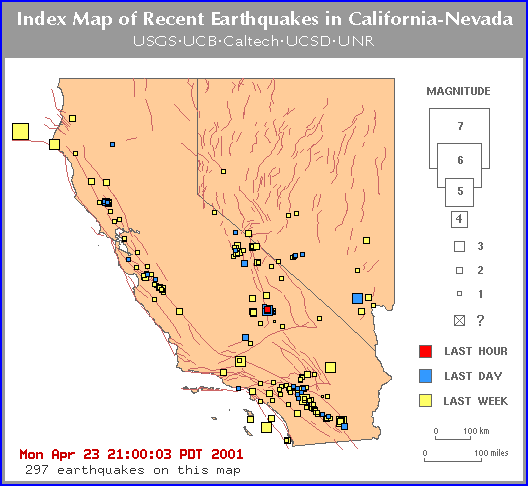 Index Map of Recent Earthquakes in California-Nevada
USGS·UCB·Caltech·UCSD·UNR
MAGNITUDE
7
6
5
4
3
2
1
?
LAST HOUR
LAST DAY
LAST WEEK
100 km
100 miles
Mon Apr 23 21:00:03 PDT 2001
297 earthquakes on this map